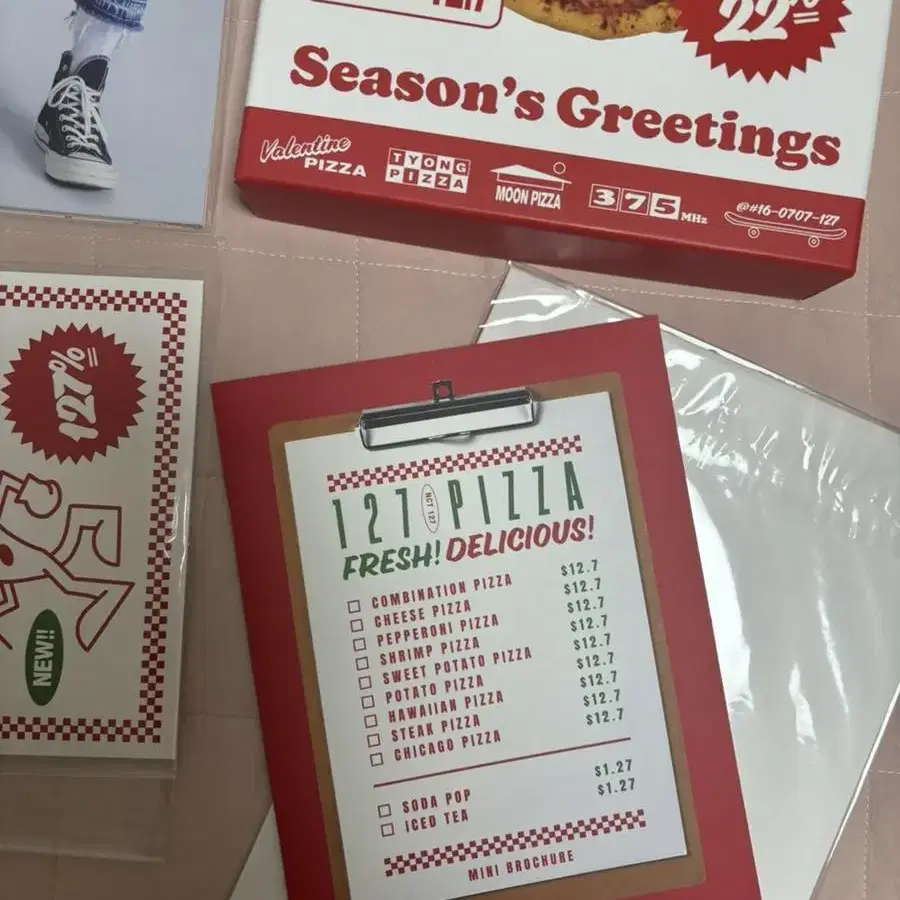 22%
Season's Greetings
Valentine
PIZZA
TYONG
PIZZA
MOON PIZZA
375 MHz
@#16-0707-127
127%
NEW!!
127 NCT 127 PIZZA
FRESH! DELICIOUS!
COMBINATION PIZZA $12.7
CHEESE PIZZA $12.7
PEPPERONI PIZZA $12.7
SHRIMP PIZZA $12.7
SWEET POTATO PIZZA $12.7
POTATO PIZZA $12.7
HAWAIIAN PIZZA $12.7
STEAK PIZZA $12.7
CHICAGO PIZZA $12.7
SODA POP $1.27
ICED TEA $1.27
MINI BROCHURE